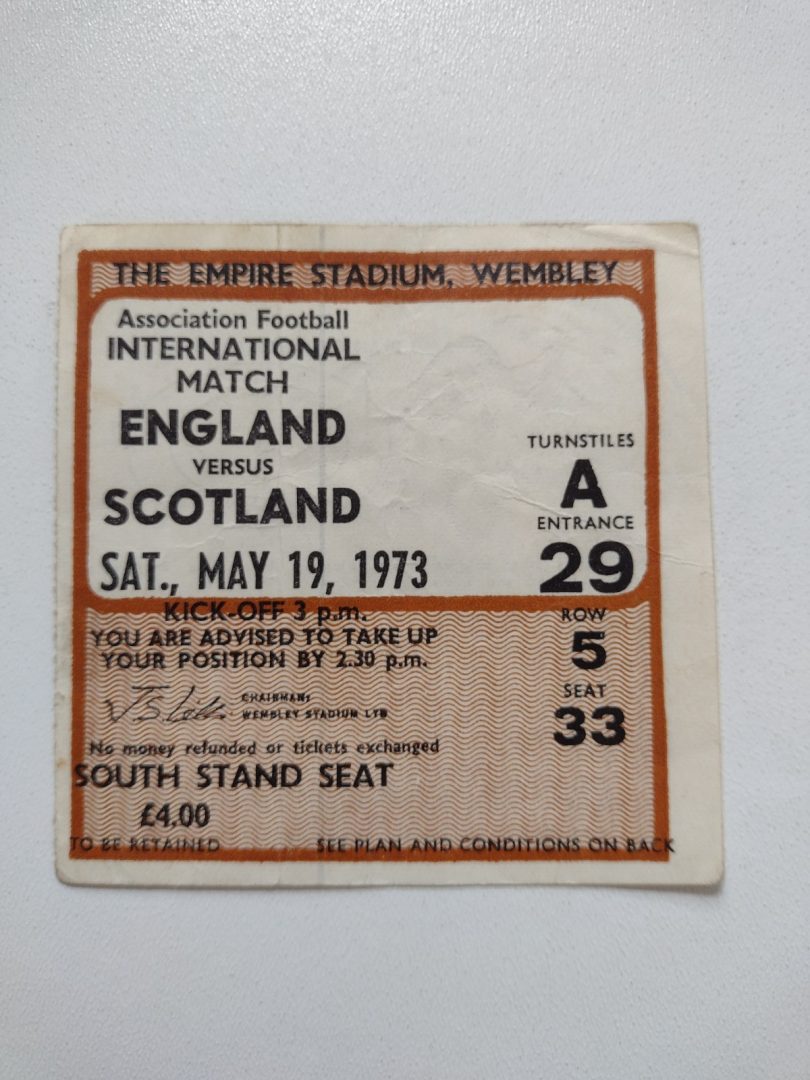 THE EMPIRE STADIUM, WEMBLEY
Association Football
INTERNATIONAL
MATCH
ENGLAND
VERSUS
SCOTLAND
SAT., MAY 19, 1973
TURNSTILES
A
ENTRANCE
29
KICK-OFF 3 p.m.
YOU ARE ADVISED TO TAKE UP
YOUR POSITION BY 2.30 p.m.
ROW
5
SEAT
33
CHAIRMAN:
WEMBLEY STADIUM LTD
No money refunded or tickets exchanged
SOUTH STAND SEAT
£4.00
TO BE RETAINED
SEE PLAN AND CONDITIONS ON BACK